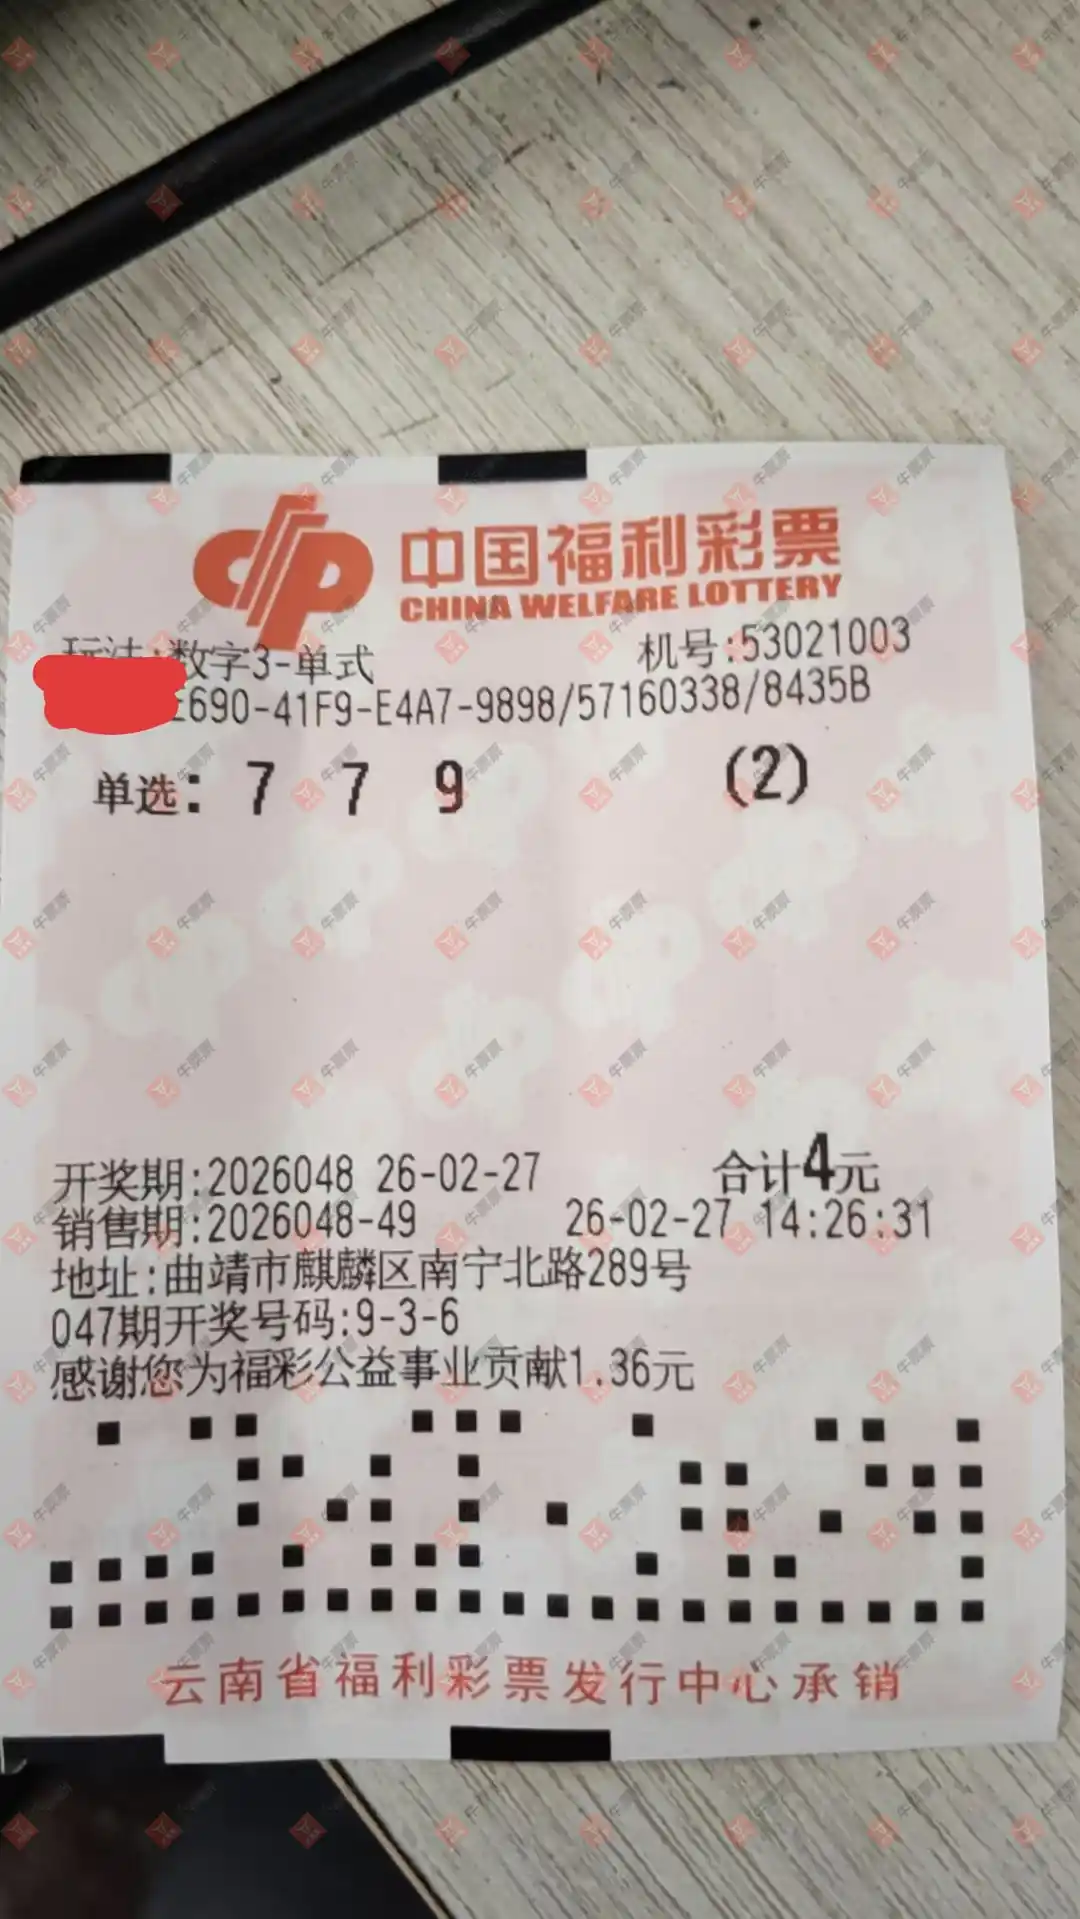 中国福利彩票
CHINA WELFARE LOTTERY
玩法:数字3-单式 机号:53021003
E690-41F9-E4A7-9898/57160338/8435B
单选: 7 7 9 (2)
开奖期:2026048 26-02-27 合计4元
销售期:2026048-49 26-02-27 14:26:31
地址:曲靖市麒麟区南宁北路289号
047期开奖号码:9-3-6
感谢您为福彩公益事业贡献1.36元
云南省福利彩票发行中心承销
牛票票